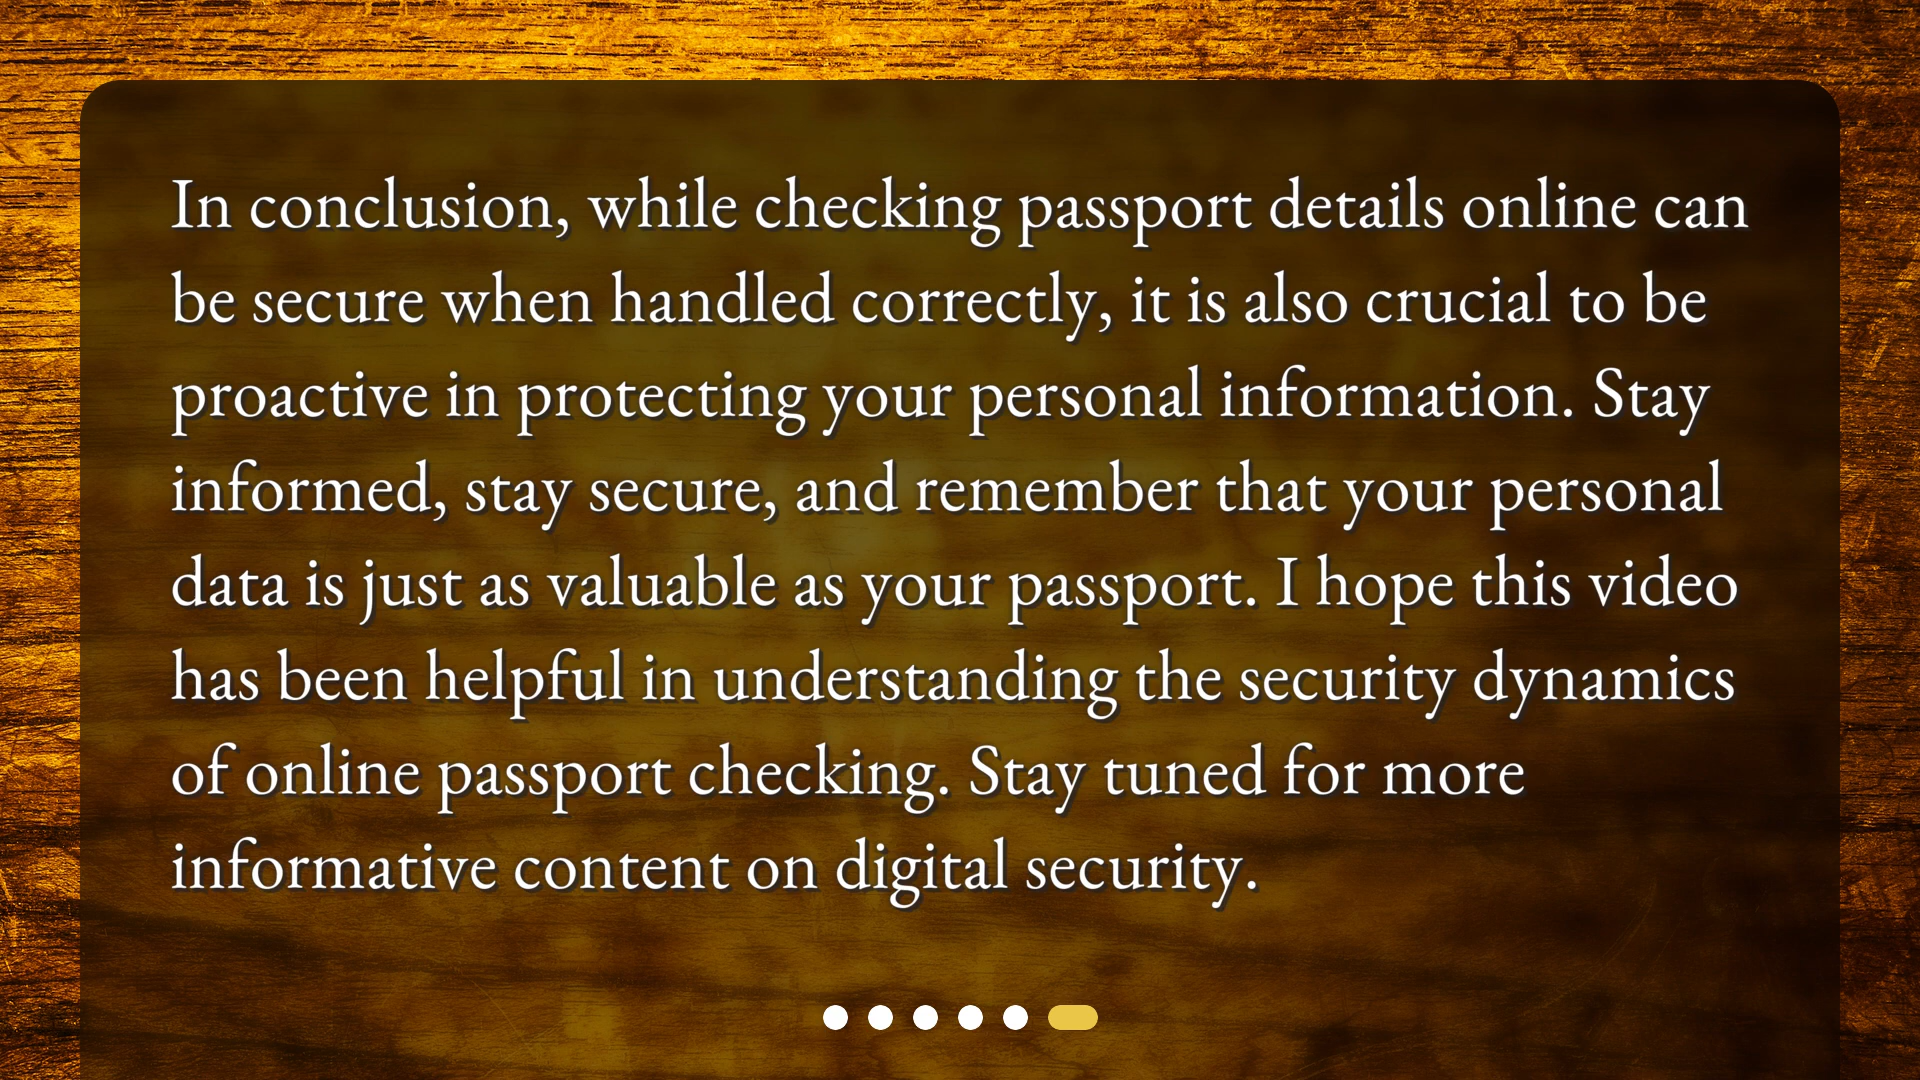 In conclusion, while checking passport details online can
be secure when handled correctly, it is also crucial to be
proactive in protecting your personal information. Stay
informed, stay secure, and remember that your personal
data is just as valuable as your passport. I hope this video
has been helpful in understanding the security dynamics
of online passport checking. Stay tuned for more
informative content on digital security.